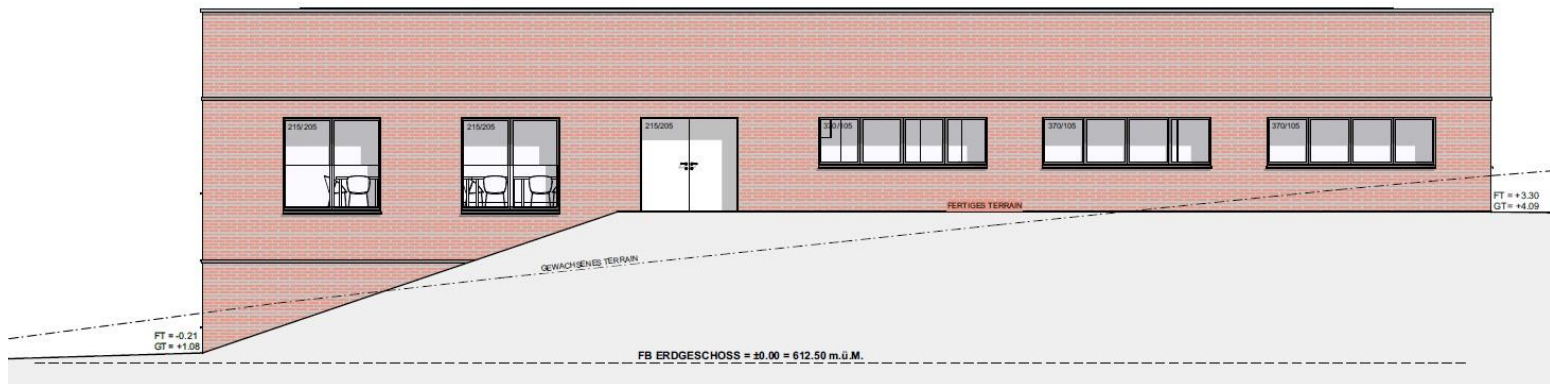 215/205
215/205
215/205
370/105
370/105
370/105
FERTIGES TERRAIN
FT = +3.30
GT = +4.09
GEWACHSENES TERRAIN
FT = -0.21
GT = +1.08
FB ERDGESCHOSS = ±0.00 = 612.50 m.ü.M.